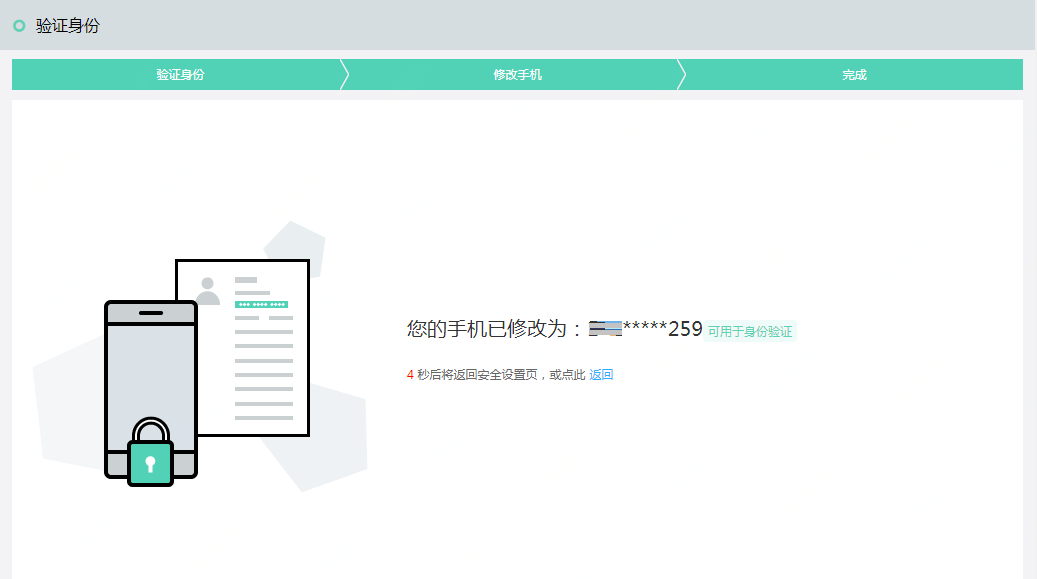 验证身份
验证身份 修改手机 完成
您的手机已修改为：*****259 可用于身份验证
4 秒后将返回安全设置页，或点此 返回